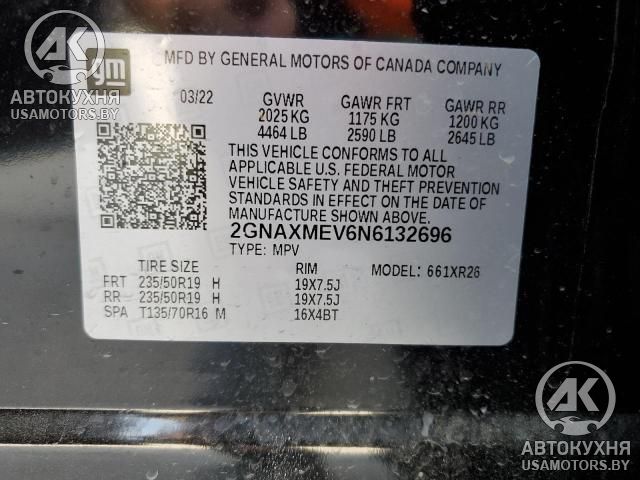 gm
MFD BY GENERAL MOTORS OF CANADA COMPANY
03/22 GVWR GAWR FRT GAWR RR
2025 KG 1175 KG 1200 KG
4464 LB 2590 LB 2645 LB
THIS VEHICLE CONFORMS TO ALL
APPLICABLE U.S. FEDERAL MOTOR
VEHICLE SAFETY AND THEFT PREVENTION
STANDARDS IN EFFECT ON THE DATE OF
MANUFACTURE SHOWN ABOVE.
2GNAXMEV6N6132696
TYPE: MPV
TIRE SIZE RIM MODEL: 661XR26
FRT 235/50R19 H 19X7.5J
RR 235/50R19 H 19X7.5J
SPA T135/70R16 M 16X4BT
АК
АВТОКУХНЯ
USAMOTORS.BY
АК
АВТОКУХНЯ
USAMOTORS.BY